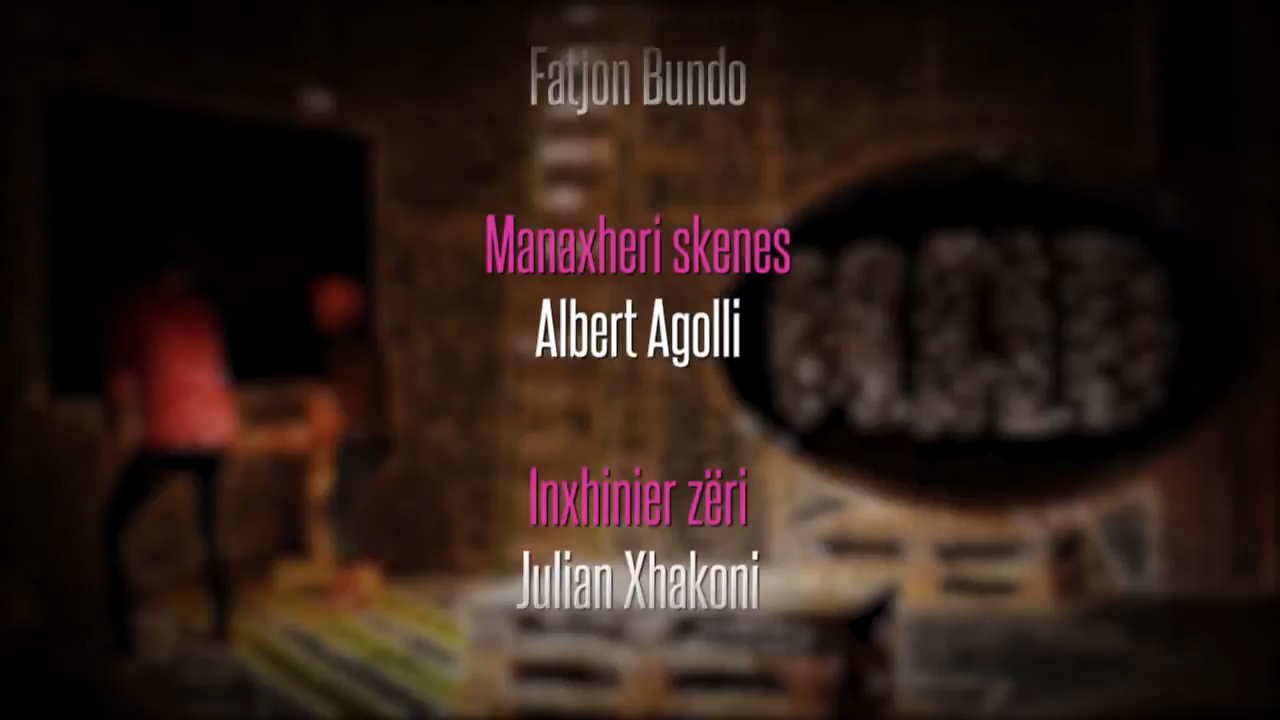 Fatjon Bundo
Manaxheri skenes
Albert Agolli
Inxhinier zëri
Julian Xhakoni